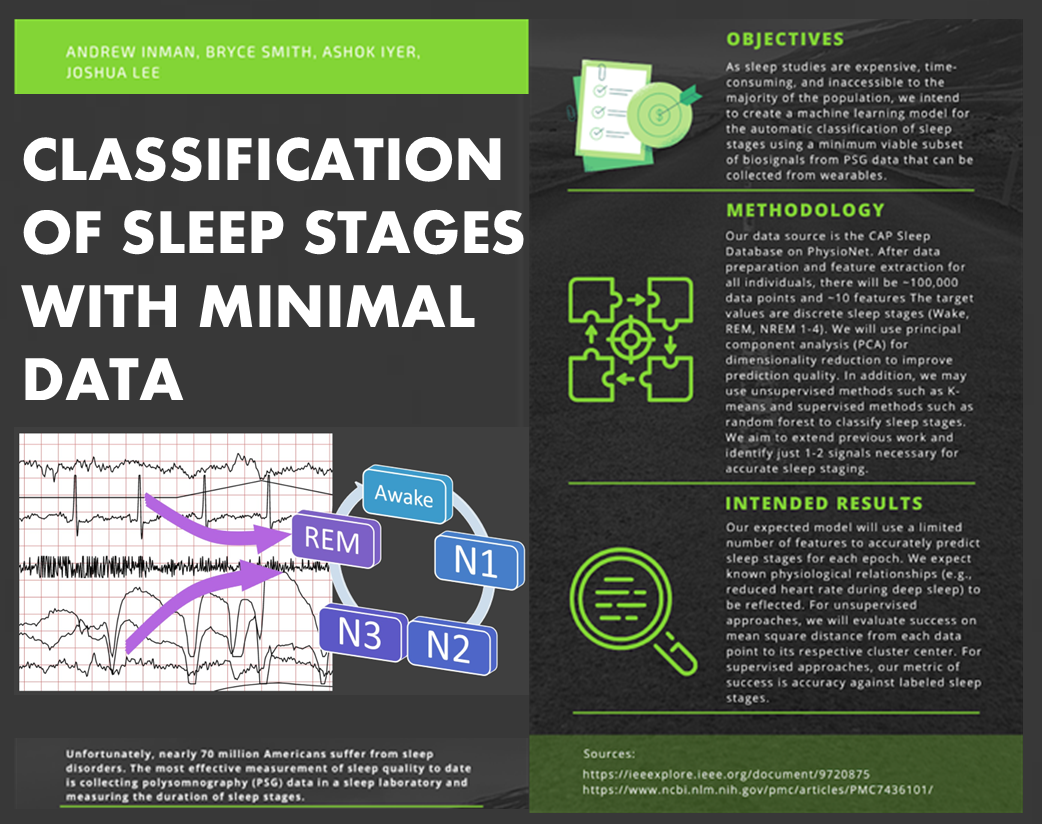 ANDREW INMAN, BRYCE SMITH, ASHOK IYER,
JOSHUA LEE
CLASSIFICATION
OF SLEEP STAGES
WITH MINIMAL
DATA
Awake
REM
N1
N3
N2
Unfortunately, nearly 70 million Americans suffer from sleep
disorders. The most effective measurement of sleep quality to date
is collecting polysomnography (PSG) data in a sleep laboratory and
measuring the duration of sleep stages.
OBJECTIVES
As sleep studies are expensive, time-
consuming, and inaccessible to the
majority of the population, we intend
to create a machine learning model for
the automatic classification of sleep
stages using a minimum viable subset
of biosignals from PSG data that can be
collected from wearables.
METHODOLOGY
Our data source is the CAP Sleep
Database on PhysioNet. After data
preparation and feature extraction for
all individuals, there will be ~100,000
data points and ~10 features The target
values are discrete sleep stages (Wake,
REM, NREM 1-4). We will use principal
component analysis (PCA) for
dimensionality reduction to improve
prediction quality. In addition, we may
use unsupervised methods such as K-
means and supervised methods such as
random forest to classify sleep stages.
We aim to extend previous work and
identify just 1-2 signals necessary for
accurate sleep staging.
INTENDED RESULTS
Our expected model will use a limited
number of features to accurately predict
sleep stages for each epoch. We expect
known physiological relationships (e.g.,
reduced heart rate during deep sleep) to
be reflected. For unsupervised
approaches, we will evaluate success on
mean square distance from each data
point to its respective cluster center. For
supervised approaches, our metric of
success is accuracy against labeled sleep
stages.
Sources:
https://ieeexplore.ieee.org/document/9720875
https://www.ncbi.nlm.nih.gov/pmc/articles/PMC7436101/